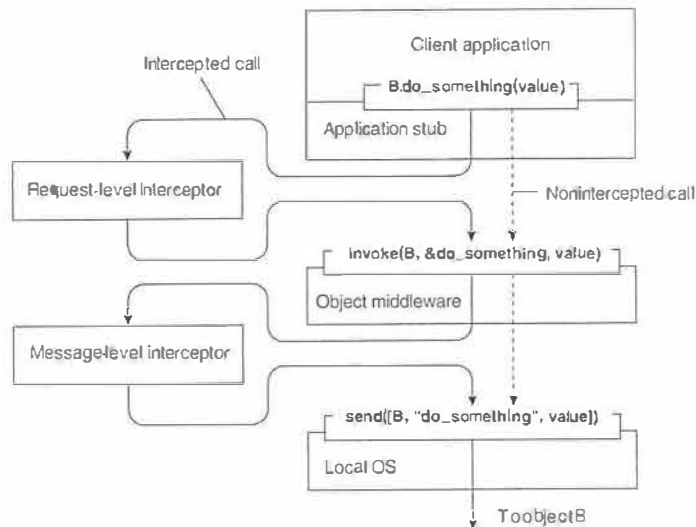 Client application
Intercepted call
B.do_something(value)
Application stub
Request-level Interceptor
Nonintercepted call
invoke(B, &do_something, value)
Object middleware
Message-level interceptor
send([B, "do_something", value])
Local OS
To object B